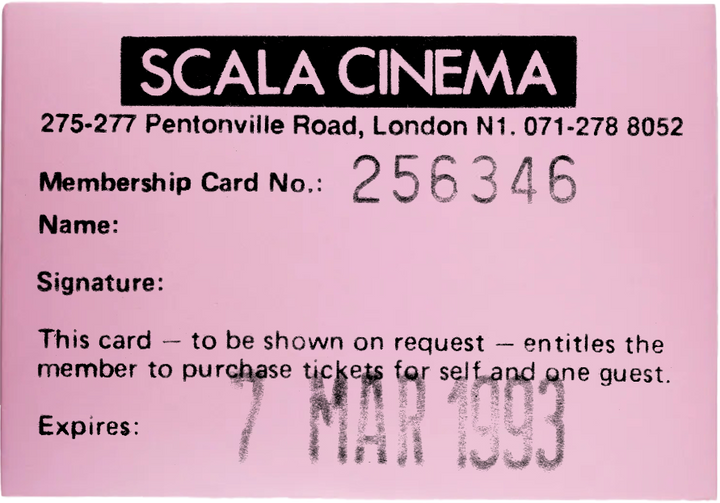 SCALA CINEMA
275-277 Pentonville Road, London N1. 071-278 8052
Membership Card No.: 256346
Name:
Signature:
This card — to be shown on request — entitles the
member to purchase tickets for self and one guest.
Expires: 7 MAR 1993